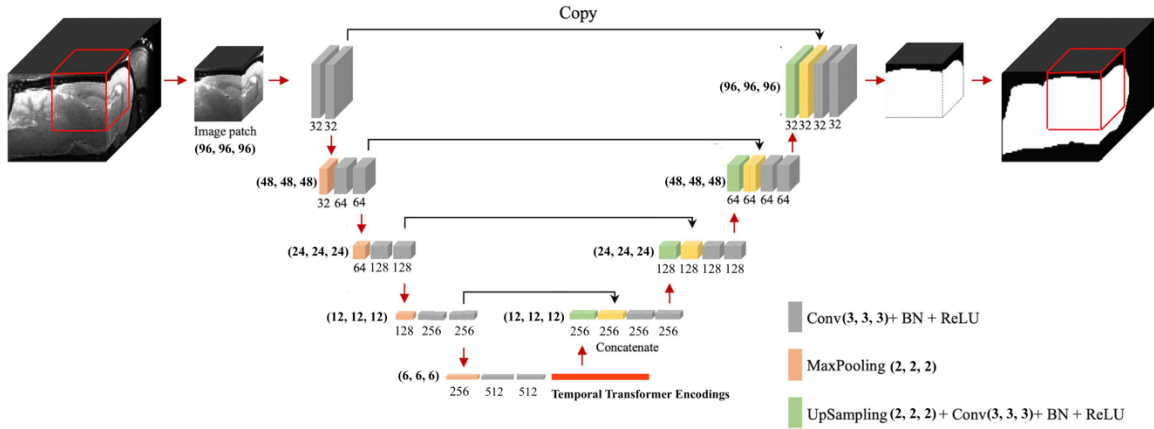 Copy
Image patch
(96, 96, 96)
32 32
(96, 96, 96)
32 32 32 32
(48, 48, 48)
32 64 64
(48, 48, 48)
64 64 64 64
(24, 24, 24)
64 128 128
(24, 24, 24)
128 128 128 128
(12, 12, 12)
128 256 256
(12, 12, 12)
256 256 256 256
Concatenate
(6, 6, 6)
256 512 512
Temporal Transformer Encodings
Conv(3, 3, 3)+ BN + ReLU
MaxPooling (2, 2, 2)
UpSampling (2, 2, 2) + Conv(3, 3, 3) + BN + ReLU